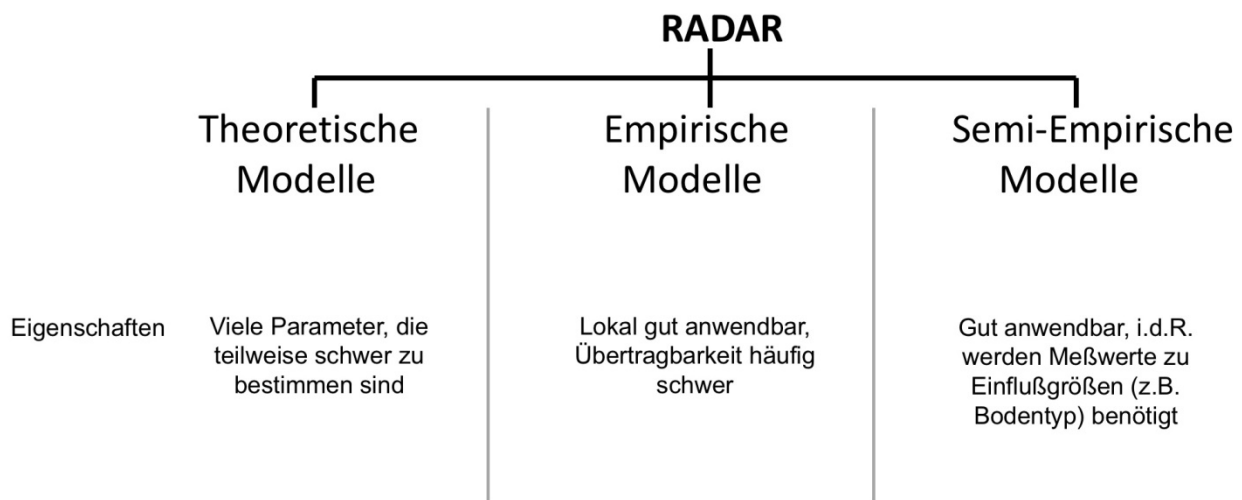 RADAR
Theoretische
Modelle
Empirische
Modelle
Semi-Empirische
Modelle
Eigenschaften
Viele Parameter, die
teilweise schwer zu
bestimmen sind
Lokal gut anwendbar,
Übertragbarkeit häufig
schwer
Gut anwendbar, i.d.R.
werden Meßwerte zu
Einflußgrößen (z.B.
Bodentyp) benötigt